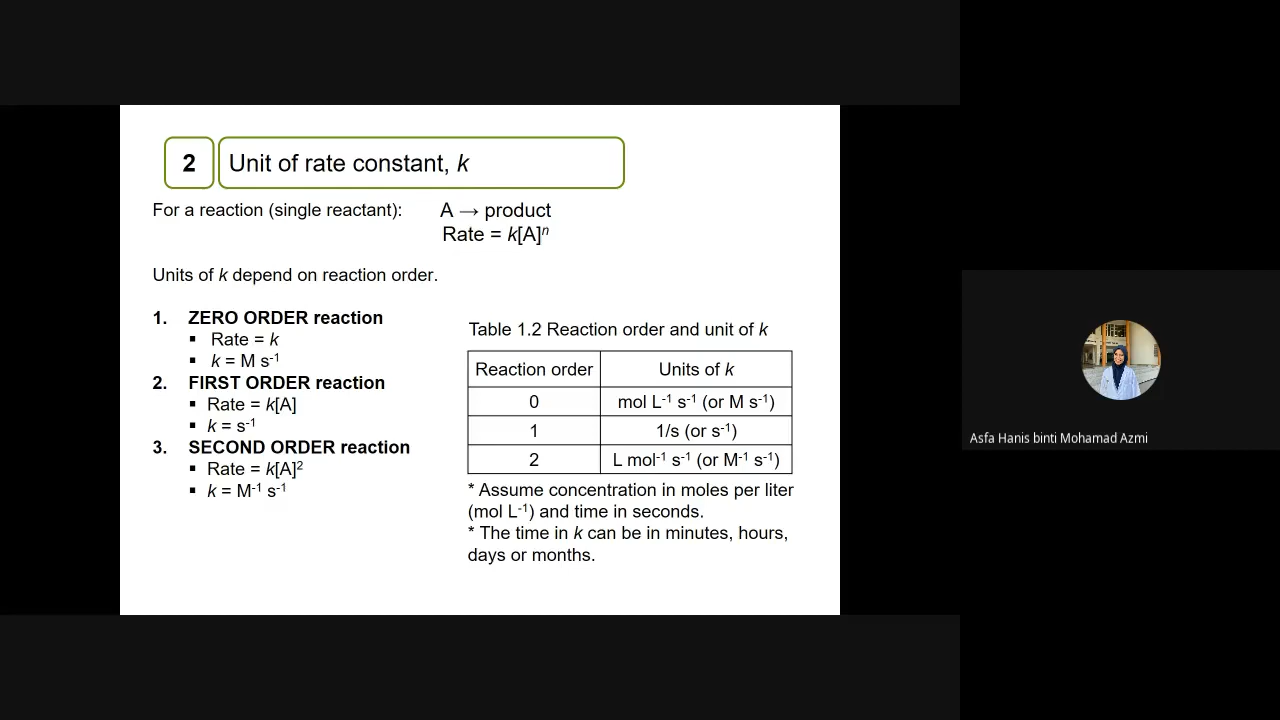 2 Unit of rate constant, k
For a reaction (single reactant): A → product
Rate = k[A]ⁿ
Units of k depend on reaction order.
1. ZERO ORDER reaction
▪ Rate = k
▪ k = M s⁻¹
2. FIRST ORDER reaction
▪ Rate = k[A]
▪ k = s⁻¹
3. SECOND ORDER reaction
▪ Rate = k[A]²
▪ k = M⁻¹ s⁻¹
Table 1.2 Reaction order and unit of k
Reaction order Units of k
0 mol L⁻¹ s⁻¹ (or M s⁻¹)
1 1/s (or s⁻¹)
2 L mol⁻¹ s⁻¹ (or M⁻¹ s⁻¹)
* Assume concentration in moles per liter
(mol L⁻¹) and time in seconds.
* The time in k can be in minutes, hours,
days or months.
Asfa Hanis binti Mohamad Azmi